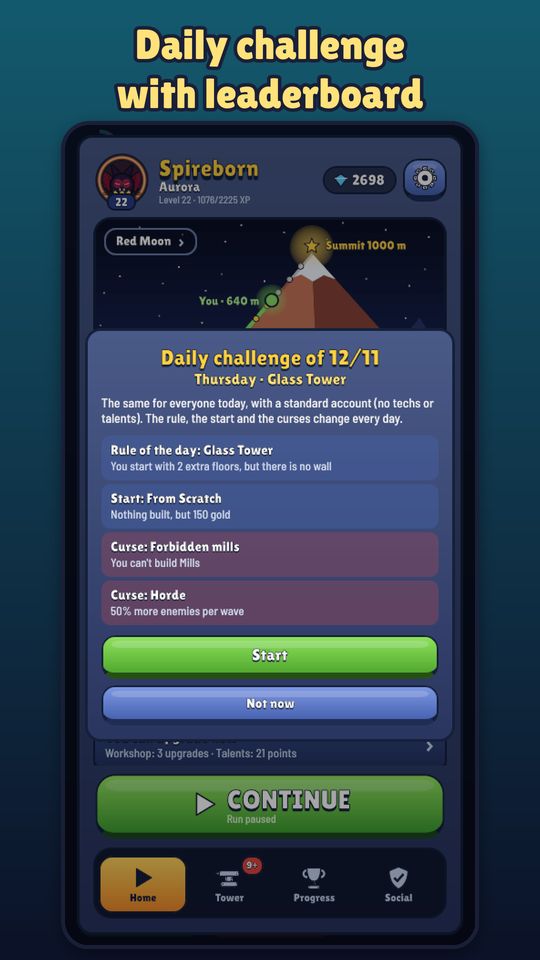 Daily challenge
with leaderboard
Spireborn
Aurora
Level 22 · 1076/2225 XP
22
2698
Red Moon >
Summit 1000 m
You · 640 m
Daily challenge of 12/11
Thursday · Glass Tower
The same for everyone today, with a standard account (no techs or
talents). The rule, the start and the curses change every day.
Rule of the day: Glass Tower
You start with 2 extra floors, but there is no wall
Start: From Scratch
Nothing built, but 150 gold
Curse: Forbidden mills
You can't build Mills
Curse: Horde
50% more enemies per wave
Start
Not now
Workshop: 3 upgrades · Talents: 21 points
CONTINUE
Run paused
9+
Home
Tower
Progress
Social